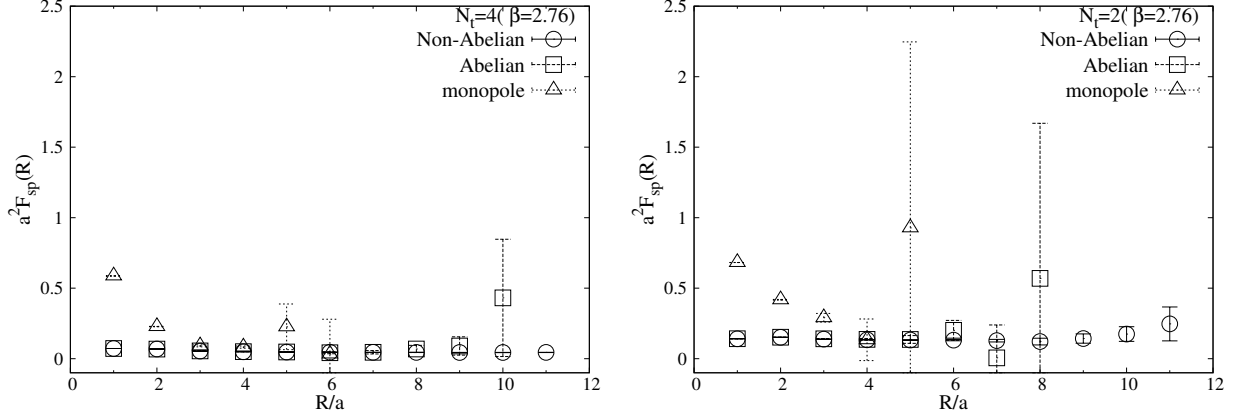 N_t=4( β=2.76)
Non-Abelian
Abelian
monopole
a^2F_sp(R)
2.5
2
1.5
1
0.5
0
0 2 4 6 8 10 12
R/a
N_t=2( β=2.76)
Non-Abelian
Abelian
monopole
a^2F_sp(R)
2.5
2
1.5
1
0.5
0
0 2 4 6 8 10 12
R/a